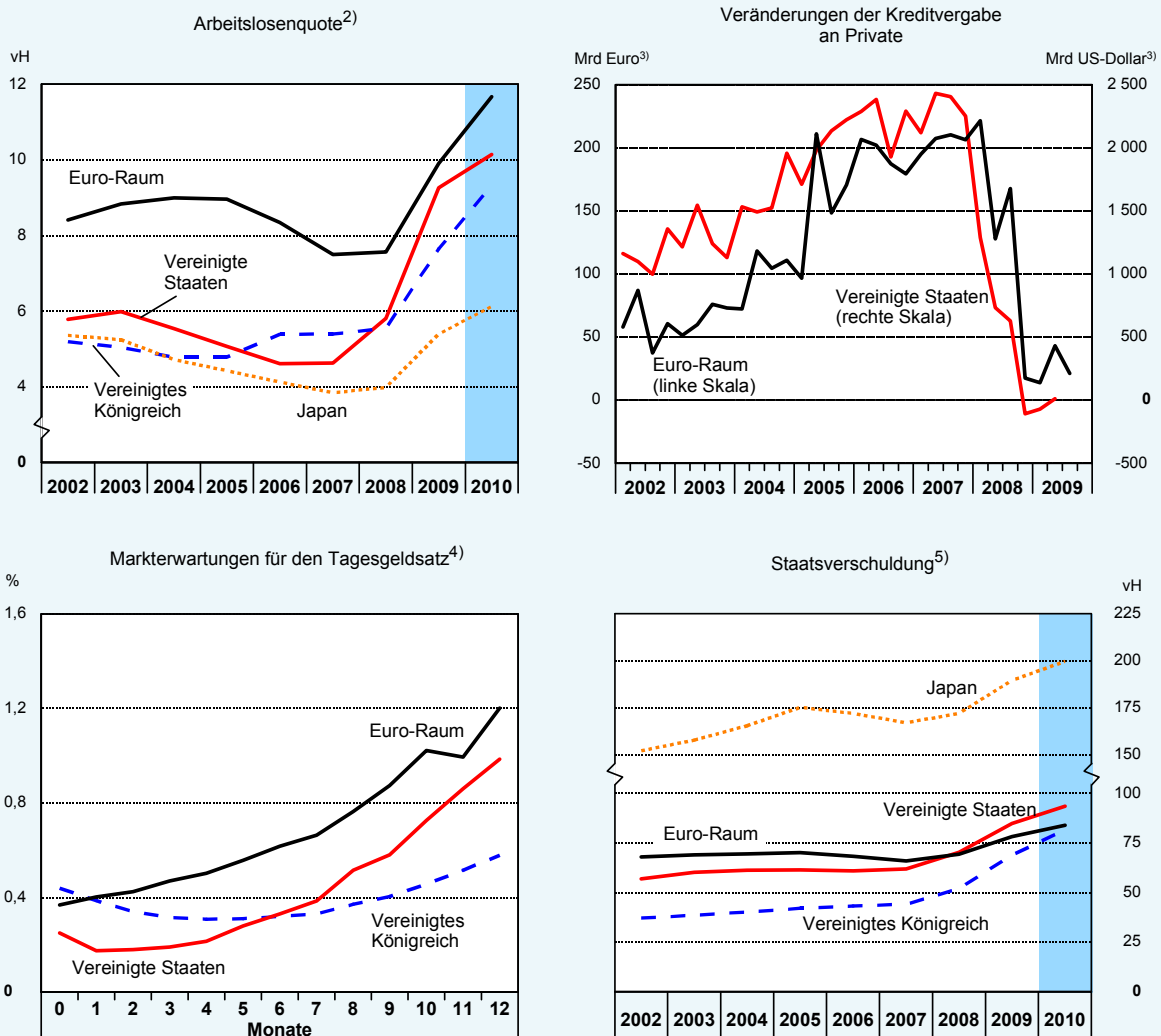 Arbeitslosenquote2)
vH
12
10
8
6
4
0
Euro-Raum
Vereinigte
Staaten
Vereinigtes
Königreich
Japan
2002 2003 2004 2005 2006 2007 2008 2009 2010
Veränderungen der Kreditvergabe
an Private
Mrd Euro3)
Mrd US-Dollar3)
250
200
150
100
50
0
-50
2 500
2 000
1 500
1 000
500
0
-500
Vereinigte Staaten
(rechte Skala)
Euro-Raum
(linke Skala)
2002 2003 2004 2005 2006 2007 2008 2009
Markterwartungen für den Tagesgeldsatz4)
%
1,6
1,2
0,8
0,4
0
Euro-Raum
Vereinigtes
Königreich
Vereinigte Staaten
0 1 2 3 4 5 6 7 8 9 10 11 12
Monate
Staatsverschuldung5)
vH
225
200
175
150
100
75
50
25
0
Japan
Vereinigte Staaten
Euro-Raum
Vereinigtes Königreich
2002 2003 2004 2005 2006 2007 2008 2009 2010